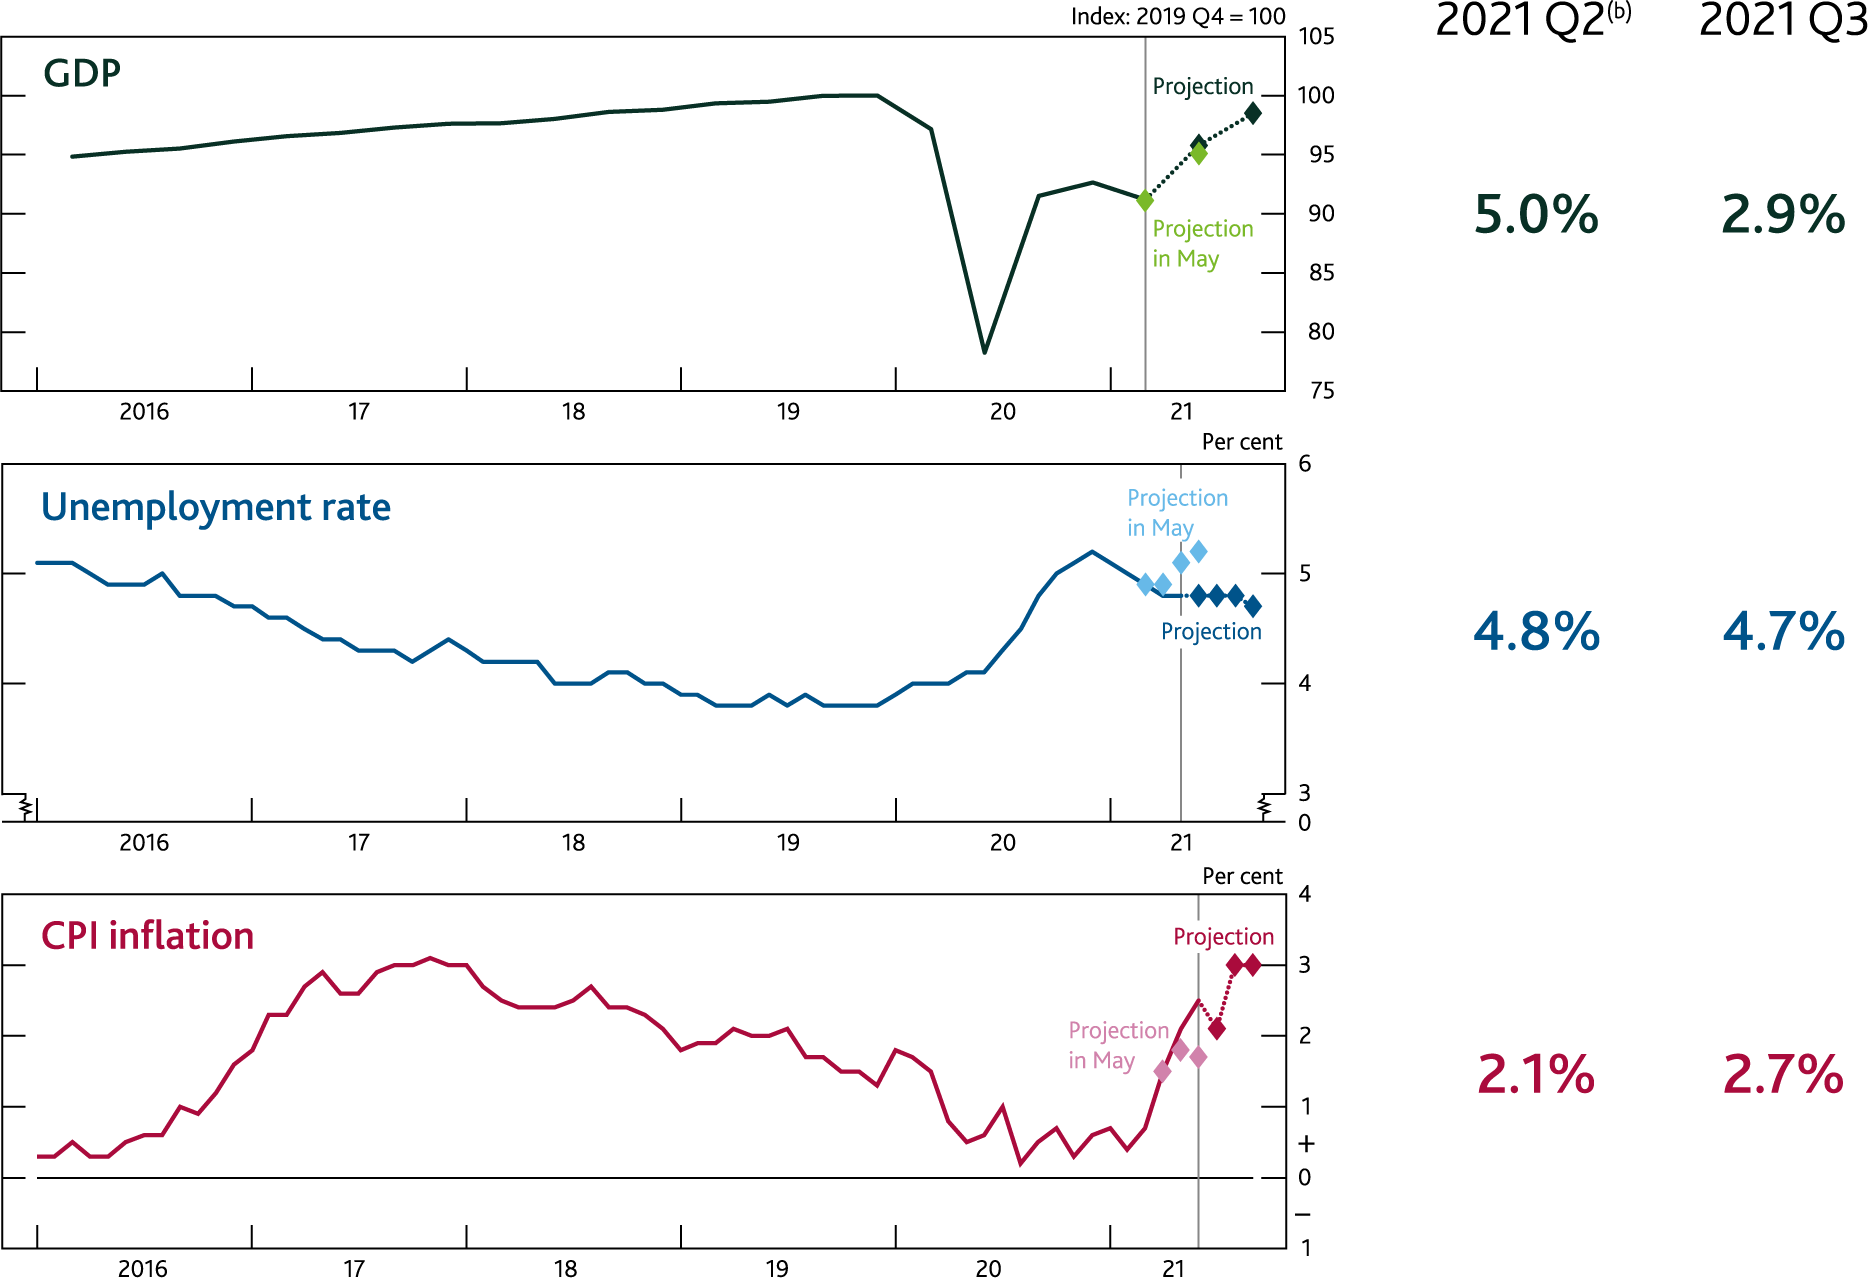 Index: 2019 Q4 = 100
2021 Q2(b)
2021 Q3
GDP
105
100
95
90
85
80
75
Projection
Projection
in May
5.0%
2.9%
2016
17
18
19
20
21
Per cent
Unemployment rate
6
5
4
3
0
Projection
in May
Projection
4.8%
4.7%
2016
17
18
19
20
21
Per cent
CPI inflation
4
3
2
1
+
0
–
1
Projection
Projection
in May
2.1%
2.7%
2016
17
18
19
20
21